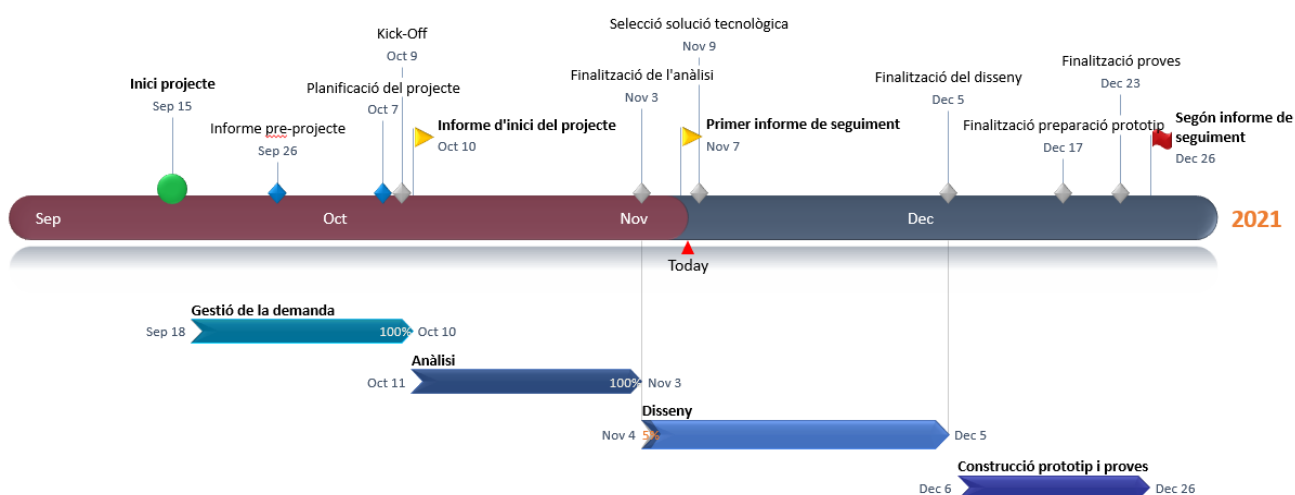 Selecció solució tecnològica
Nov 9
Kick-Off
Oct 9
Finalització proves
Dec 23
Inici projecte
Sep 15
Planificació del projecte
Oct 7
Finalització de l'anàlisi
Nov 3
Finalització del disseny
Dec 5
Informe pre-projecte
Sep 26
Informe d'inici del projecte
Oct 10
Primer informe de seguiment
Nov 7
Finalització preparació prototip
Dec 17
Segón informe de
seguiment
Dec 26
Sep Oct Nov Dec 2021
Today
Gestió de la demanda
Sep 18 100% Oct 10
Anàlisi
Oct 11 100% Nov 3
Disseny
Nov 4 5% Dec 5
Construcció prototip i proves
Dec 6 Dec 26